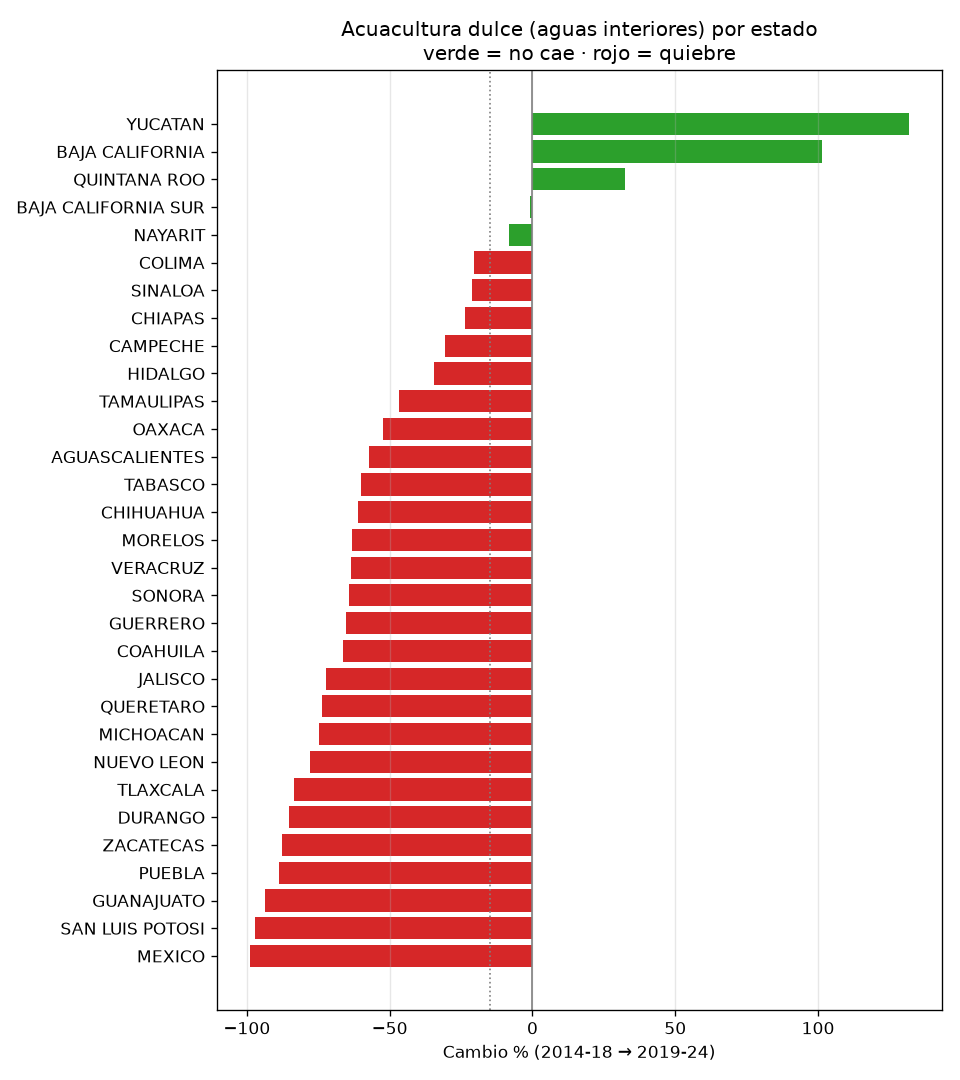 Acuacultura dulce (aguas interiores) por estado
verde = no cae · rojo = quiebre
YUCATAN
BAJA CALIFORNIA
QUINTANA ROO
BAJA CALIFORNIA SUR
NAYARIT
COLIMA
SINALOA
CHIAPAS
CAMPECHE
HIDALGO
TAMAULIPAS
OAXACA
AGUASCALIENTES
TABASCO
CHIHUAHUA
MORELOS
VERACRUZ
SONORA
GUERRERO
COAHUILA
JALISCO
QUERETARO
MICHOACAN
NUEVO LEON
TLAXCALA
DURANGO
ZACATECAS
PUEBLA
GUANAJUATO
SAN LUIS POTOSI
MEXICO
−100 −50 0 50 100
Cambio % (2014-18 → 2019-24)